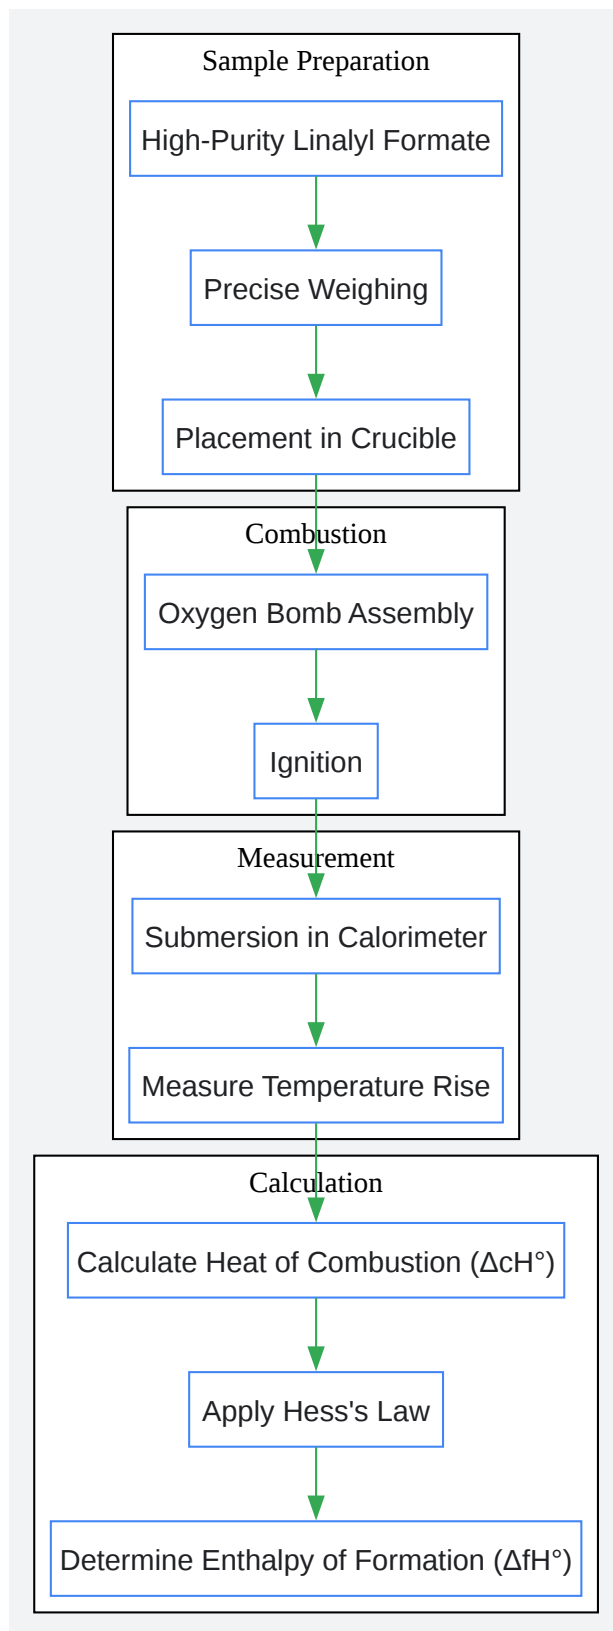 Sample Preparation
High-Purity Linalyl Formate
Precise Weighing
Placement in Crucible
Combustion
Oxygen Bomb Assembly
Ignition
Measurement
Submersion in Calorimeter
Measure Temperature Rise
Calculation
Calculate Heat of Combustion (ΔcH°)
Apply Hess's Law
Determine Enthalpy of Formation (ΔfH°)